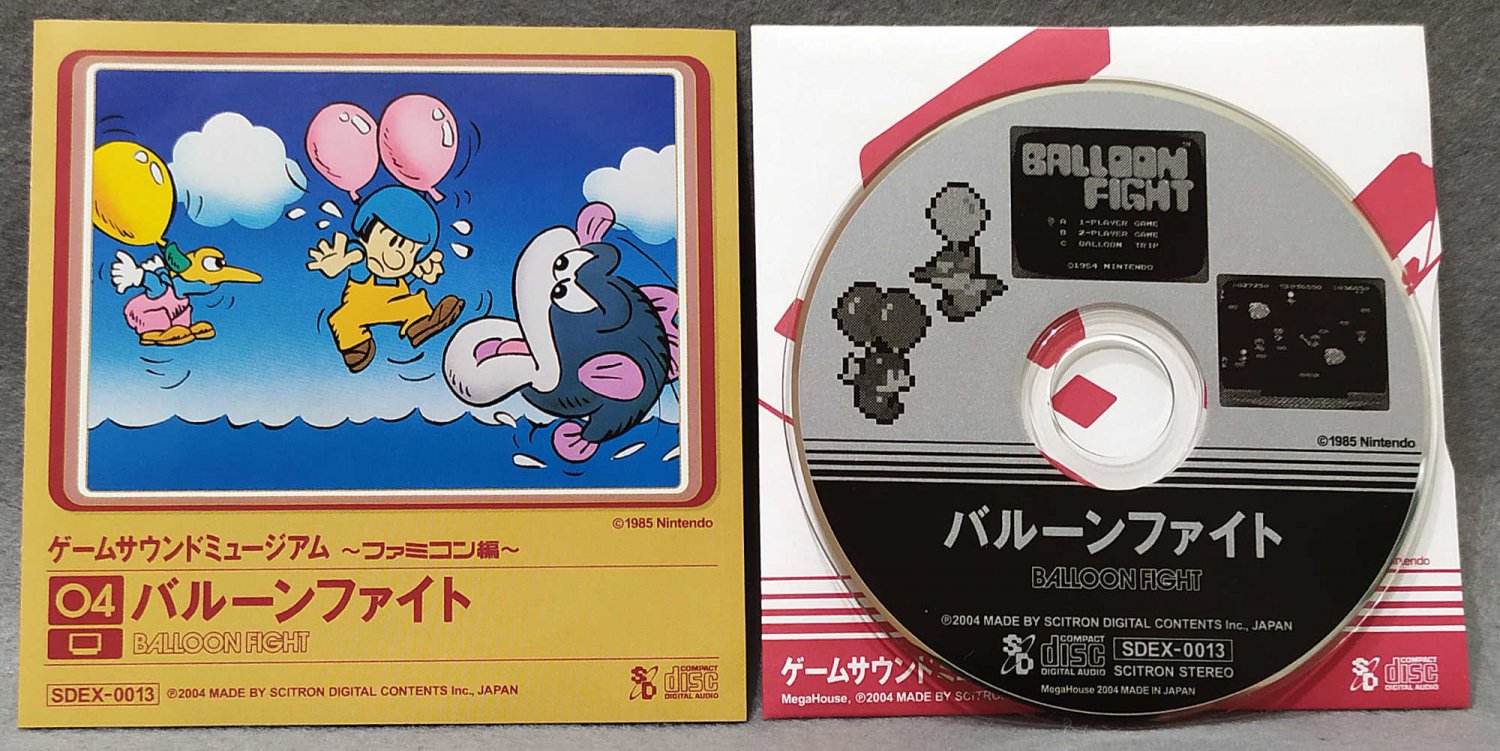 ©1985 Nintendo
ゲームサウンドミュージアム ～ファミコン編～
04 バルーンファイト
BALLOON FIGHT
SDEX-0013 ℗2004 MADE BY SCITRON DIGITAL CONTENTS Inc., JAPAN
SD
COMPACT
disc
DIGITAL AUDIO
BALLOON
FIGHT
TM
A 1-PLAYER GAME
B 2-PLAYER GAME
C BALLOON TRIP
©1984 NINTENDO
©1985 Nintendo
バルーンファイト
BALLOON FIGHT
℗2004 MADE BY SCITRON DIGITAL CONTENTS Inc., JAPAN
SD
COMPACT
disc
DIGITAL AUDIO
SDEX-0013
SCITRON STEREO
MegaHouse 2004 MADE IN JAPAN
ゲームサウンドミ
MegaHouse, ℗2004 MADE BY SCITRON
SD
COMPACT
disc
DIGITAL AUDIO